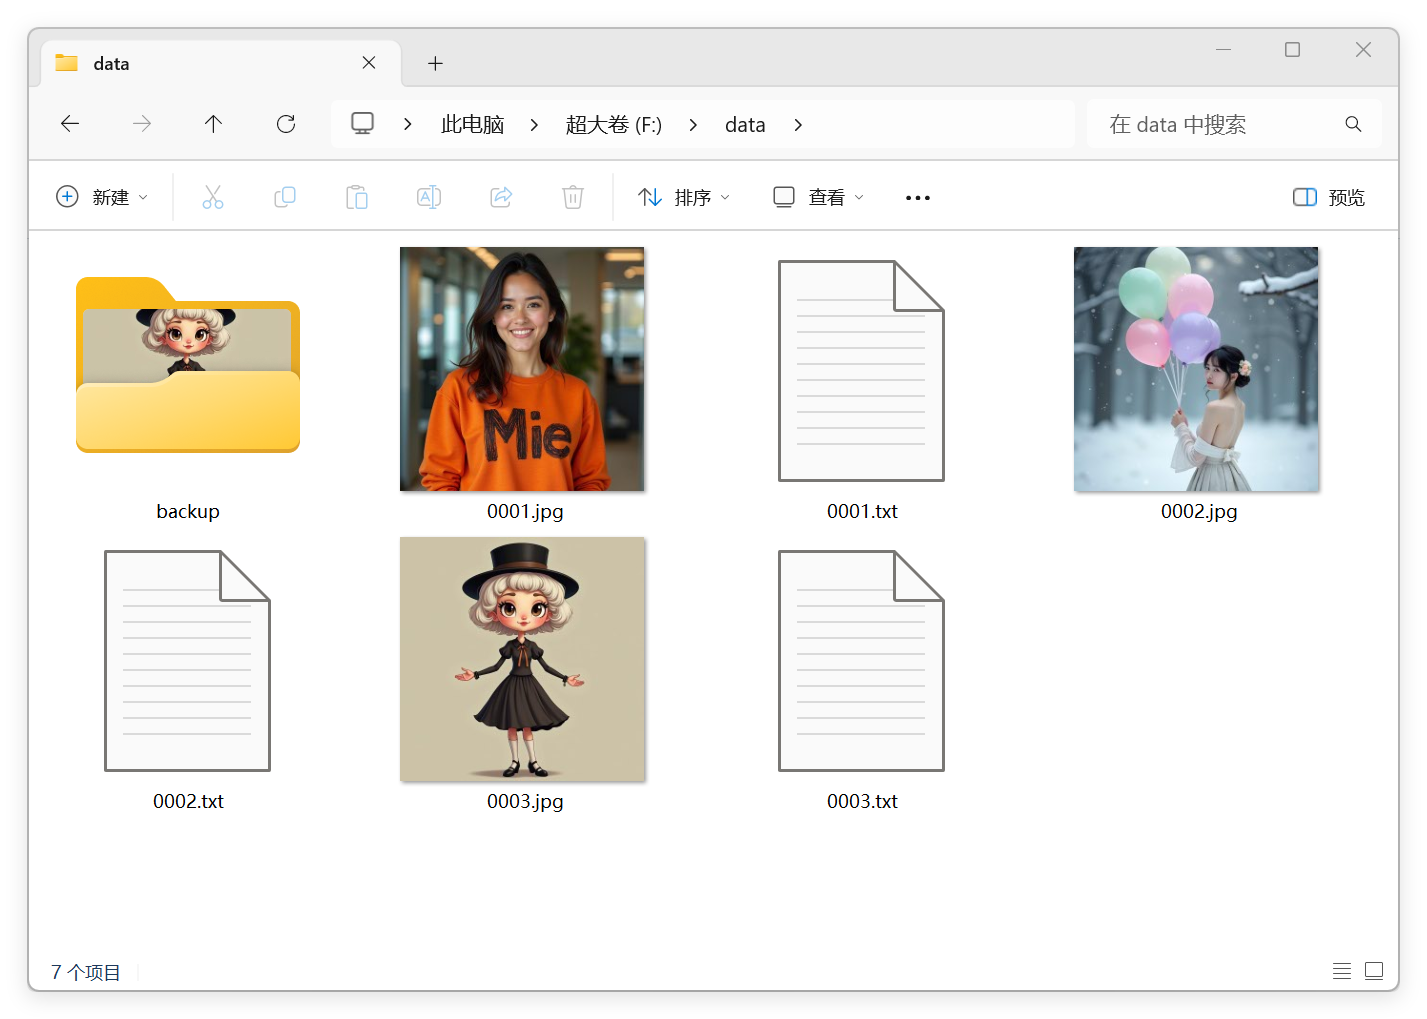 data
此电脑 超大卷 (F:) data
在 data 中搜索
新建
排序
查看
预览
backup
Mie
0001.jpg
0001.txt
0002.jpg
0002.txt
0003.jpg
0003.txt
7 个项目